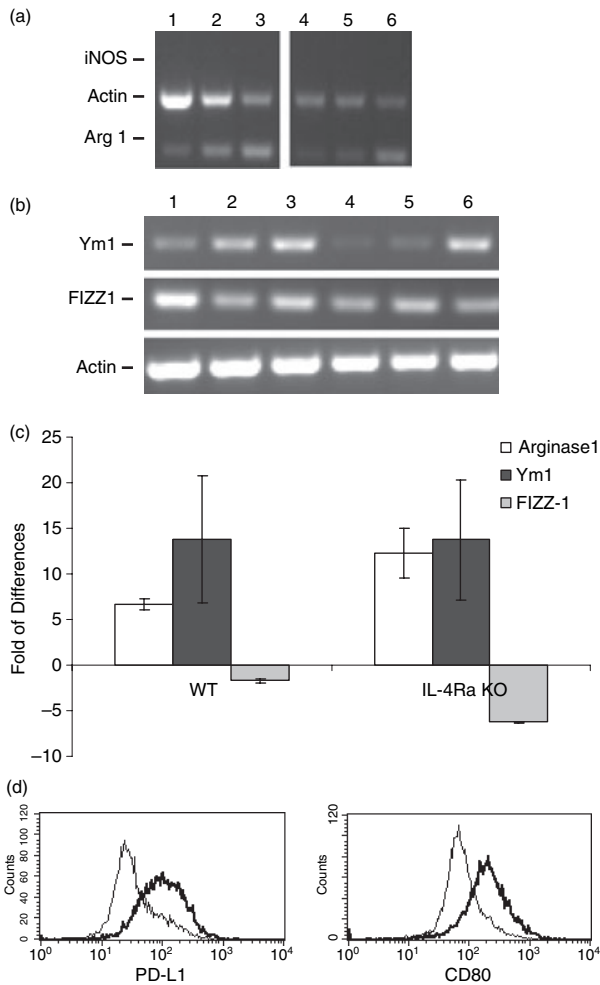 (a)
1 2 3 4 5 6
iNOS
Actin
Arg 1
(b)
1 2 3 4 5 6
Ym1
FIZZ1
Actin
(c)
25
20
15
10
5
0
−5
−10
Fold of Differences
Arginase1
Ym1
FIZZ-1
WT
IL-4Ra KO
(d)
120
100
80
60
40
20
0
Counts
10^0 10^1 10^2 10^3 10^4
PD-L1
120
0
Counts
10^0 10^1 10^2 10^3 10^4
CD80